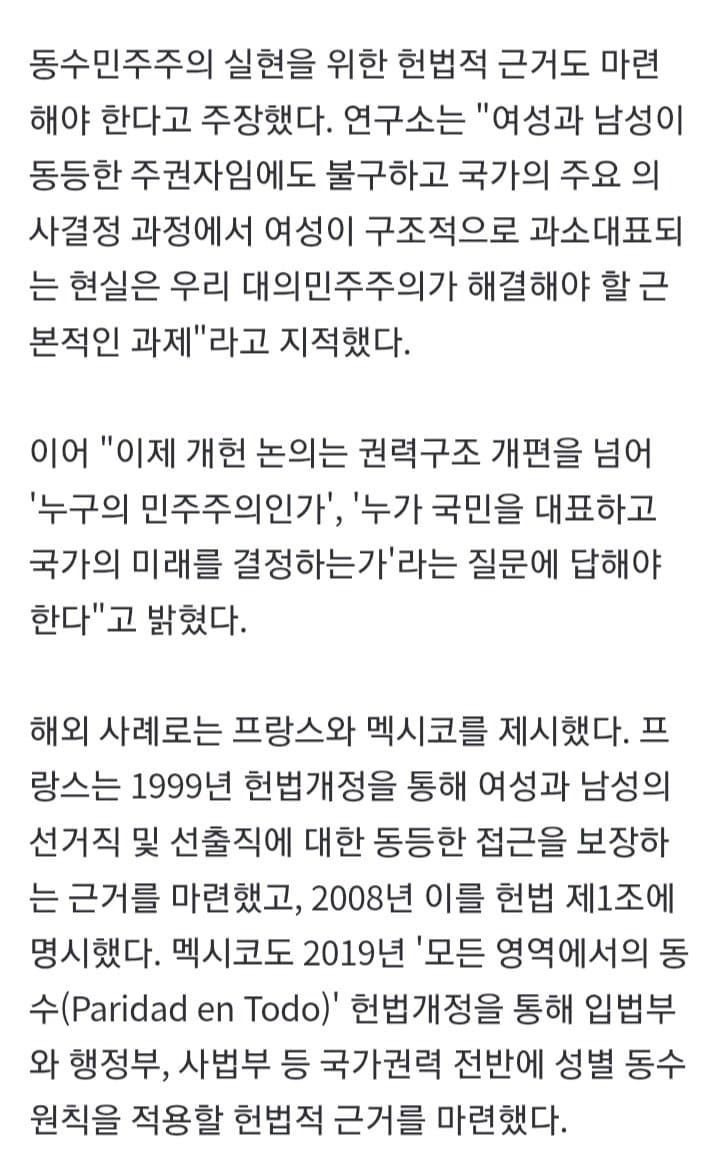 동수민주주의 실현을 위한 헌법적 근거도 마련
해야 한다고 주장했다. 연구소는 "여성과 남성이
동등한 주권자임에도 불구하고 국가의 주요 의
사결정 과정에서 여성이 구조적으로 과소대표되
는 현실은 우리 대의민주주의가 해결해야 할 근
본적인 과제"라고 지적했다.
이어 "이제 개헌 논의는 권력구조 개편을 넘어
'누구의 민주주의인가', '누가 국민을 대표하고
국가의 미래를 결정하는가'라는 질문에 답해야
한다"고 밝혔다.
해외 사례로는 프랑스와 멕시코를 제시했다. 프
랑스는 1999년 헌법개정을 통해 여성과 남성의
선거직 및 선출직에 대한 동등한 접근을 보장하
는 근거를 마련했고, 2008년 이를 헌법 제1조에
명시했다. 멕시코도 2019년 '모든 영역에서의 동
수(Paridad en Todo)' 헌법개정을 통해 입법부
와 행정부, 사법부 등 국가권력 전반에 성별 동수
원칙을 적용할 헌법적 근거를 마련했다.